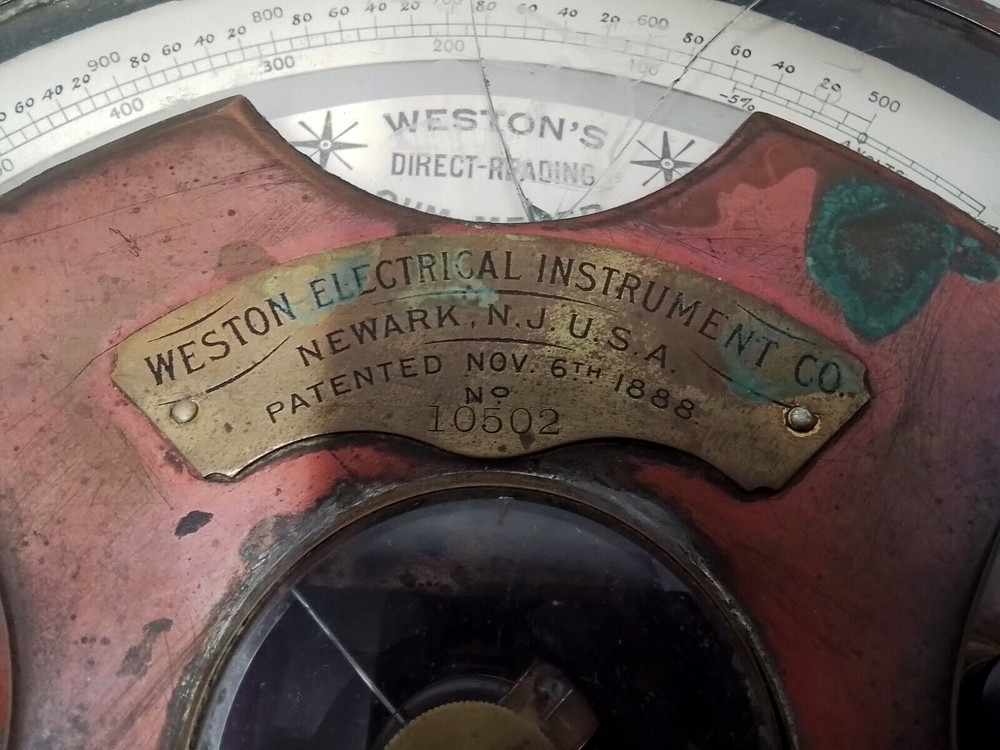 60 40 20 900 80 60 40 20 800 80 60 40 20 80 60 40 20 600 80 60 40 20 500
400 300 200 100 -5% 0
WESTON'S
DIRECT-READING
WESTON ELECTRICAL INSTRUMENT CO.
NEWARK, N.J. U.S.A.
PATENTED NOV. 6TH 1888.
No
10502